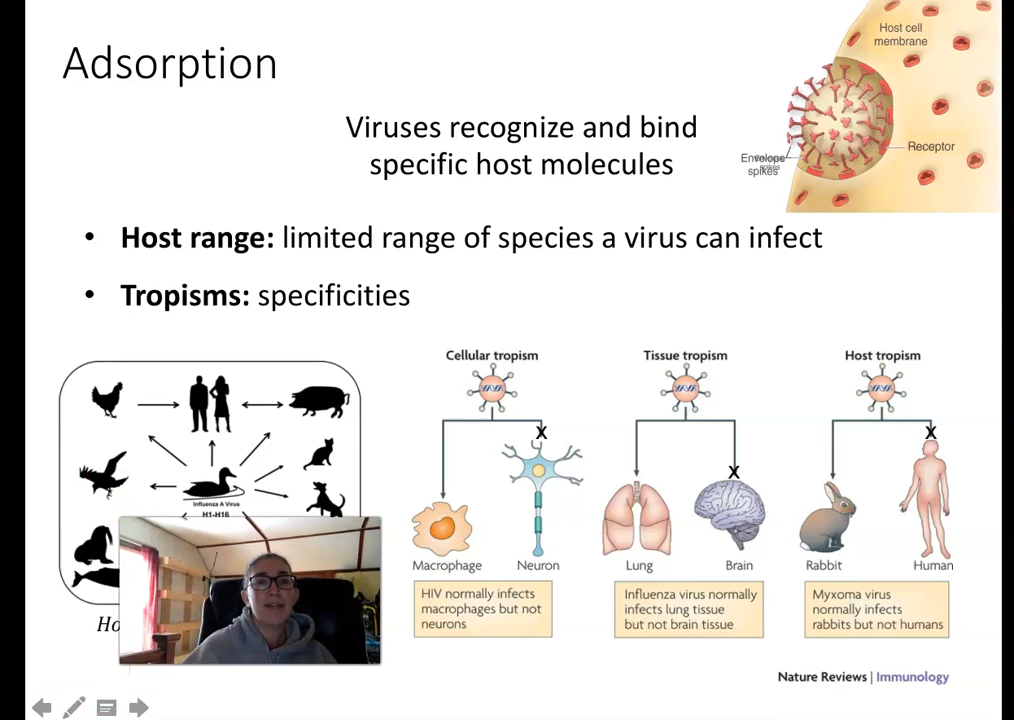 Adsorption
Viruses recognize and bind
specific host molecules
Host cell
membrane
Receptor
Envelope
spikes
• Host range: limited range of species a virus can infect
• Tropisms: specificities
Influenza A Virus
H1-H16
Ho
Cellular tropism
X
Macrophage
Neuron
HIV normally infects
macrophages but not
neurons
Tissue tropism
X
Lung
Brain
Influenza virus normally
infects lung tissue
but not brain tissue
Host tropism
X
Rabbit
Human
Myxoma virus
normally infects
rabbits but not humans
Nature Reviews | Immunology